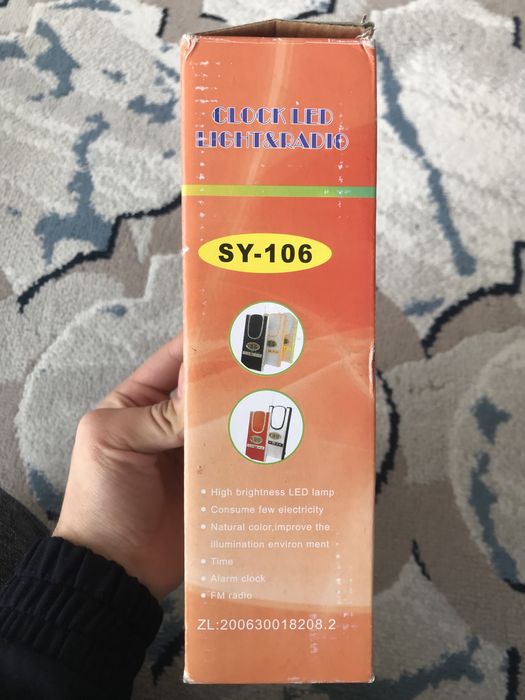 CLOCK LED
LIGHT&RADIO
SY-106
• High brightness LED lamp
• Consume few electricity
• Natural color,improve the
illumination environ ment
• Time
• Alarm clock
• FM radio
ZL:200630018208.2